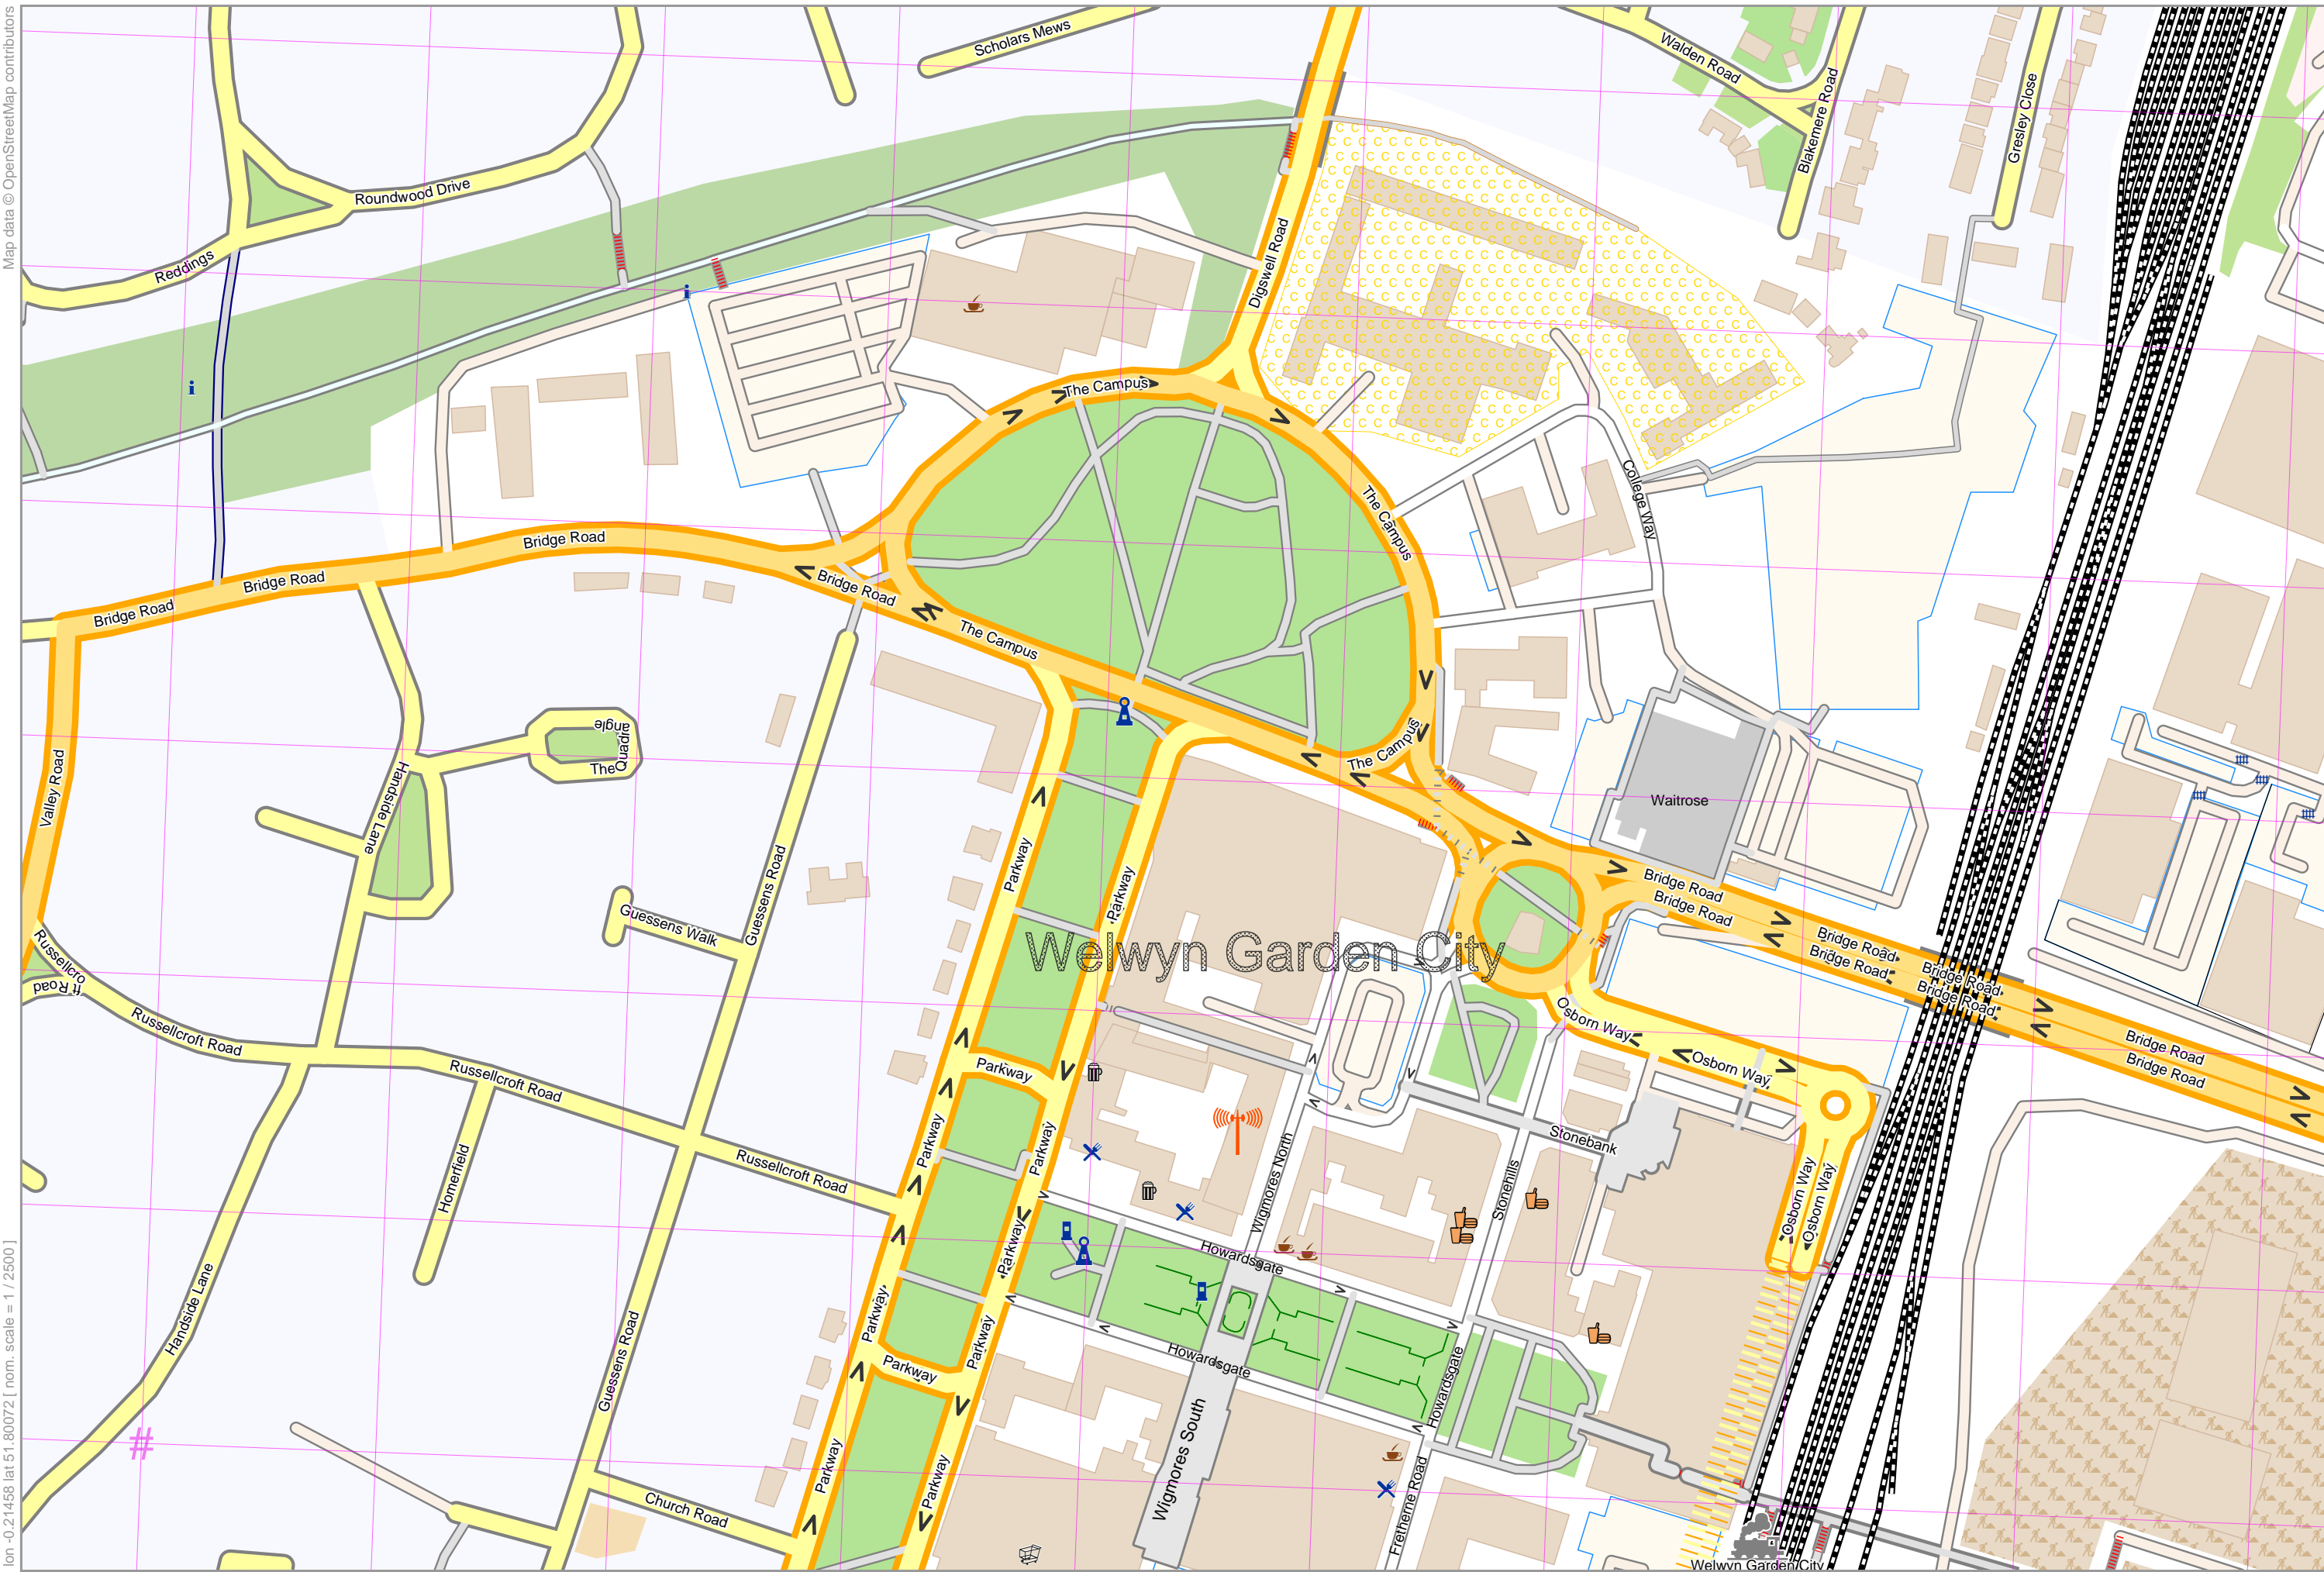 Map data © OpenStreetMap contributors
lon -0.21458 lat 51.80072 [ nom. scale = 1 / 2500 ]
Scholars Mews
Walden Road
Blakemere Road
Gresley Close
Roundwood Drive
Reddings
Digswell Road
The Campus
The Campus
College Way
Bridge Road
Bridge Road
Bridge Road
Bridge Road
The Campus
The Campus
Valley Road
Handside Lane
The Quadrangle
Waitrose
Guessens Road
Guessens Walk
Parkway
Parkway
Bridge Road
Bridge Road
Bridge Road
Bridge Road
Bridge Road
Bridge Road
Bridge Road
Bridge Road
Welwyn Garden City
Russellcroft Road
Russellcroft Road
Russellcroft Road
Russellcroft Road
Osborn Way
Osborn Way
Osborn Way
Osborn Way
Parkway
Parkway
Parkway
Homerfield
Stonebank
Stonehills
Wigmores North
Parkway
Howardsgate
Howardsgate
Howardsgate
Handside Lane
Guessens Road
Parkway
Parkway
Parkway
#
Wigmores South
Fretherne Road
Church Road
Parkway
Parkway
Welwyn Garden City